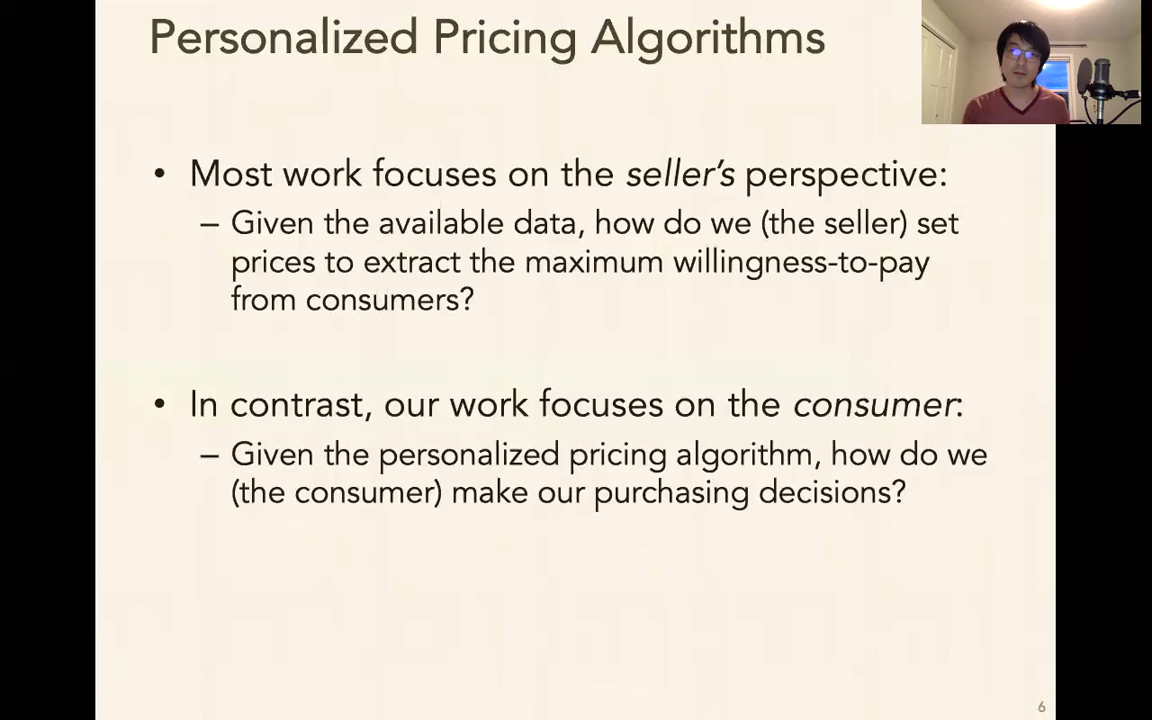 Personalized Pricing Algorithms
• Most work focuses on the seller's perspective:
– Given the available data, how do we (the seller) set
prices to extract the maximum willingness-to-pay
from consumers?
• In contrast, our work focuses on the consumer:
– Given the personalized pricing algorithm, how do we
(the consumer) make our purchasing decisions?
6